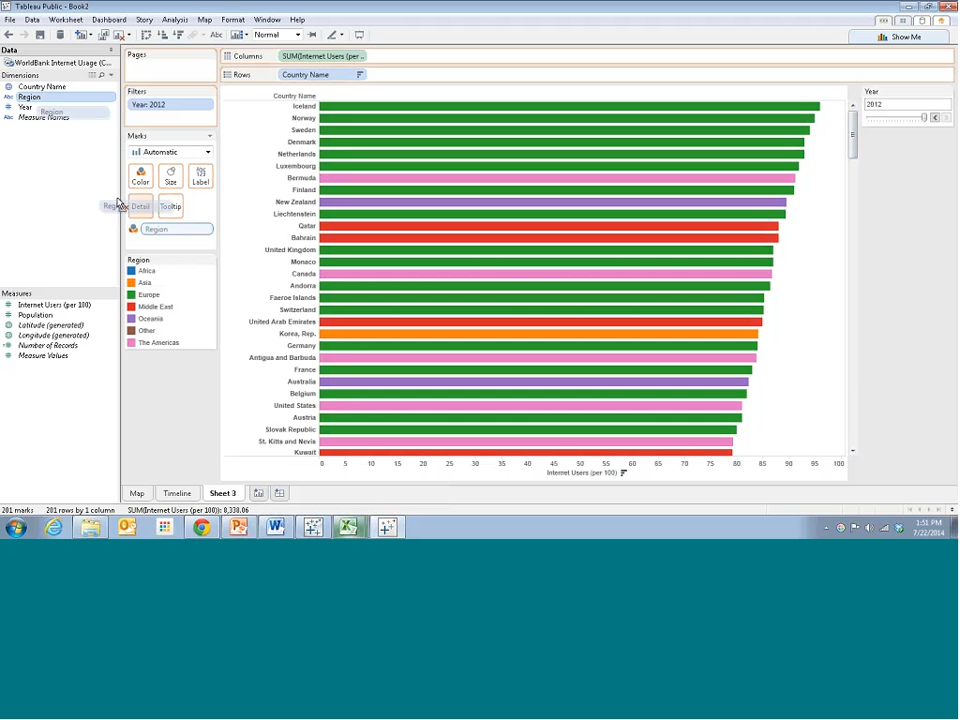 Tableau Public - Book2
File Data Worksheet Dashboard Story Analysis Map Format Window Help
Abc Normal Show Me
Data
WorldBank Internet Usage (C...
Dimensions
Country Name
Abc Region
Year
Region
Abc Measure Names
Measures
Internet Users (per 100)
Population
Latitude (generated)
Longitude (generated)
Number of Records
Measure Values
Pages
Filters
Year: 2012
Marks
Automatic
Color Size Label
Detail Tooltip
Region
Region
Africa
Asia
Europe
Middle East
Oceania
Other
The Americas
Columns SUM(Internet Users (per ..
Rows Country Name
Country Name
Iceland
Norway
Sweden
Denmark
Netherlands
Luxembourg
Bermuda
Finland
New Zealand
Liechtenstein
Qatar
Bahrain
United Kingdom
Monaco
Canada
Andorra
Faeroe Islands
Switzerland
United Arab Emirates
Korea, Rep.
Germany
Antigua and Barbuda
France
Australia
Belgium
United States
Austria
Slovak Republic
St. Kitts and Nevis
Kuwait
0 5 10 15 20 25 30 35 40 45 50 55 60 65 70 75 80 85 90 95 100
Internet Users (per 100)
Year
2012
Map Timeline Sheet 3
201 marks 201 rows by 1 column SUM(Internet Users (per 100)): 8,338.06
1:51 PM
7/22/2014